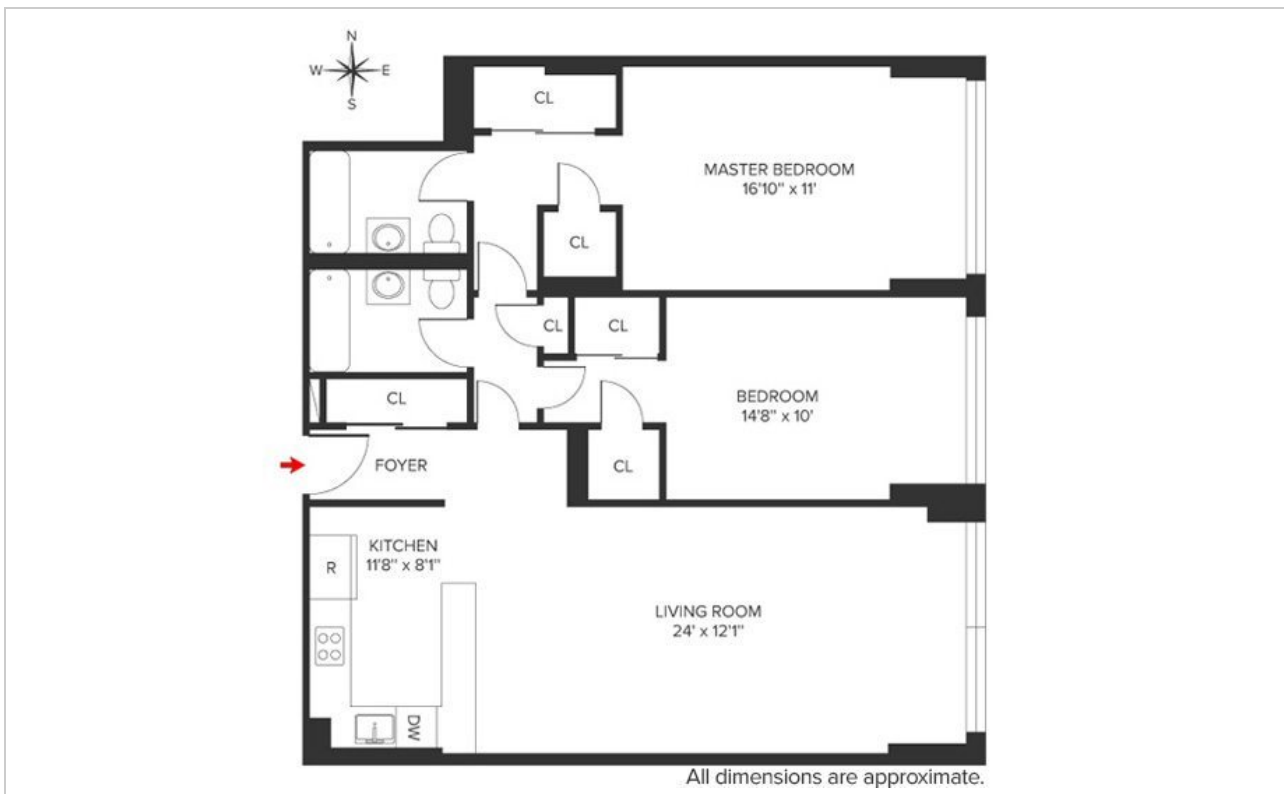 N
W E
S
CL
MASTER BEDROOM
16'10" x 11'
CL
CL
CL
BEDROOM
14'8" x 10'
CL
FOYER
CL
KITCHEN
11'8" x 8'1"
R
LIVING ROOM
24' x 12'1"
DW
All dimensions are approximate.